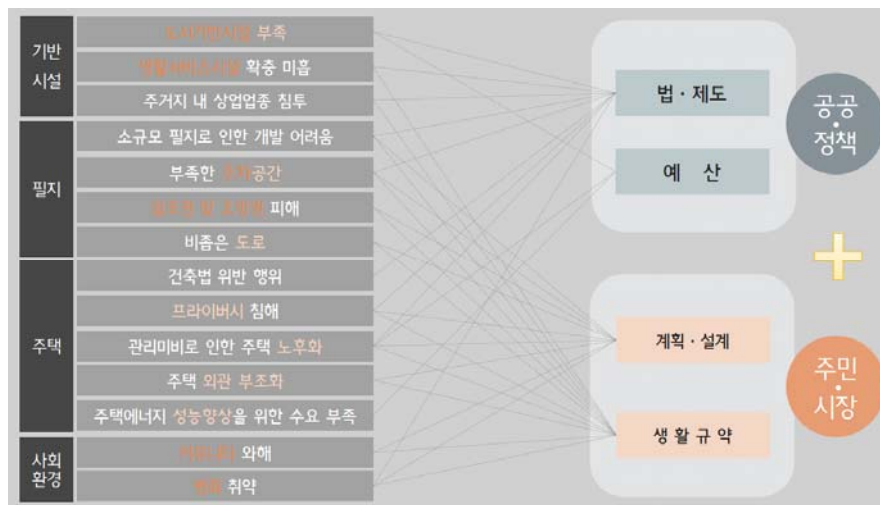 기반
시설
부족
확충 미흡
주거지 내 상업업종 침투
필지
소규모 필지로 인한 개발 어려움
부족한 주차공간
피해
비좁은 도로
주택
건축법 위반 행위
프라이버시 침해
관리미비로 인한 주택 노후화
주택 외관 부조화
주택에너지 성능향상을 위한 수요 부족
사회
환경
와해
취약
법·제도
예 산
공공
·
정책
계획·설계
생 활 규 약
주민
·
시장